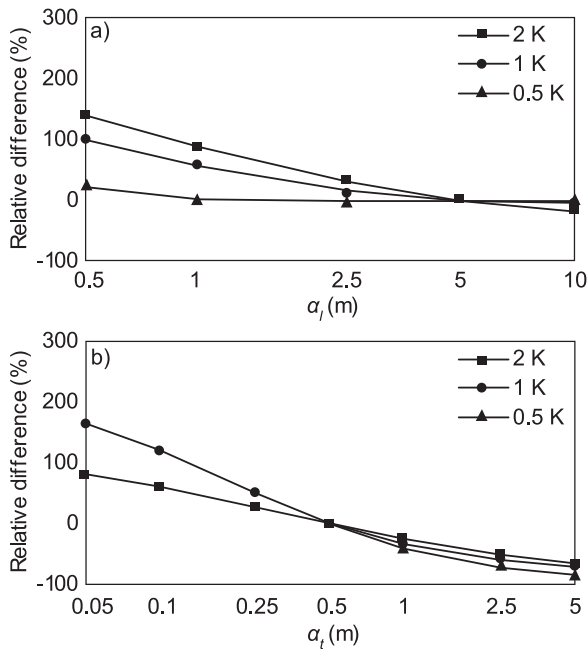 300
a)
2 K
1 K
0.5 K
200
100
0
-100
Relative difference (%)
0.5 1 2.5 5 10
αl (m)
300
b)
2 K
1 K
0.5 K
200
100
0
-100
Relative difference (%)
0.05 0.1 0.25 0.5 1 2.5 5
αt (m)